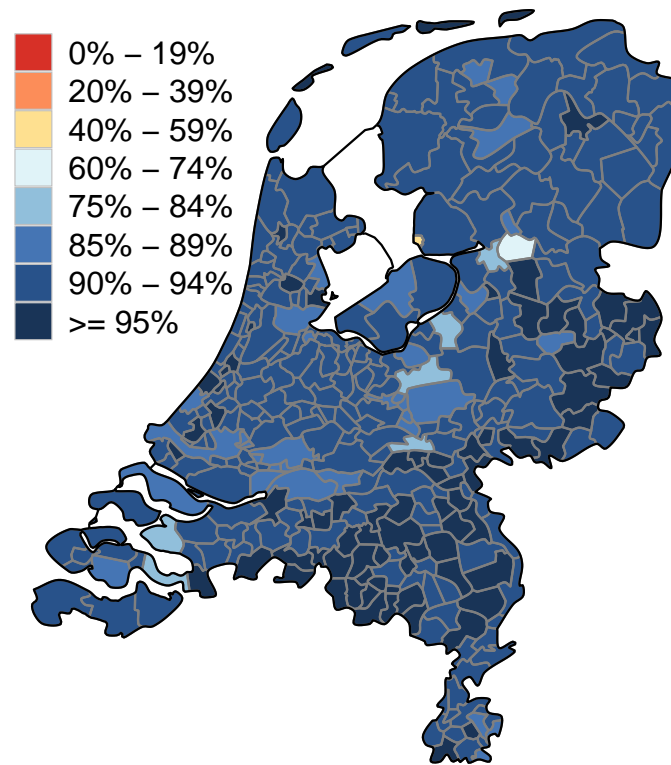 0% – 19%
20% – 39%
40% – 59%
60% – 74%
75% – 84%
85% – 89%
90% – 94%
>= 95%